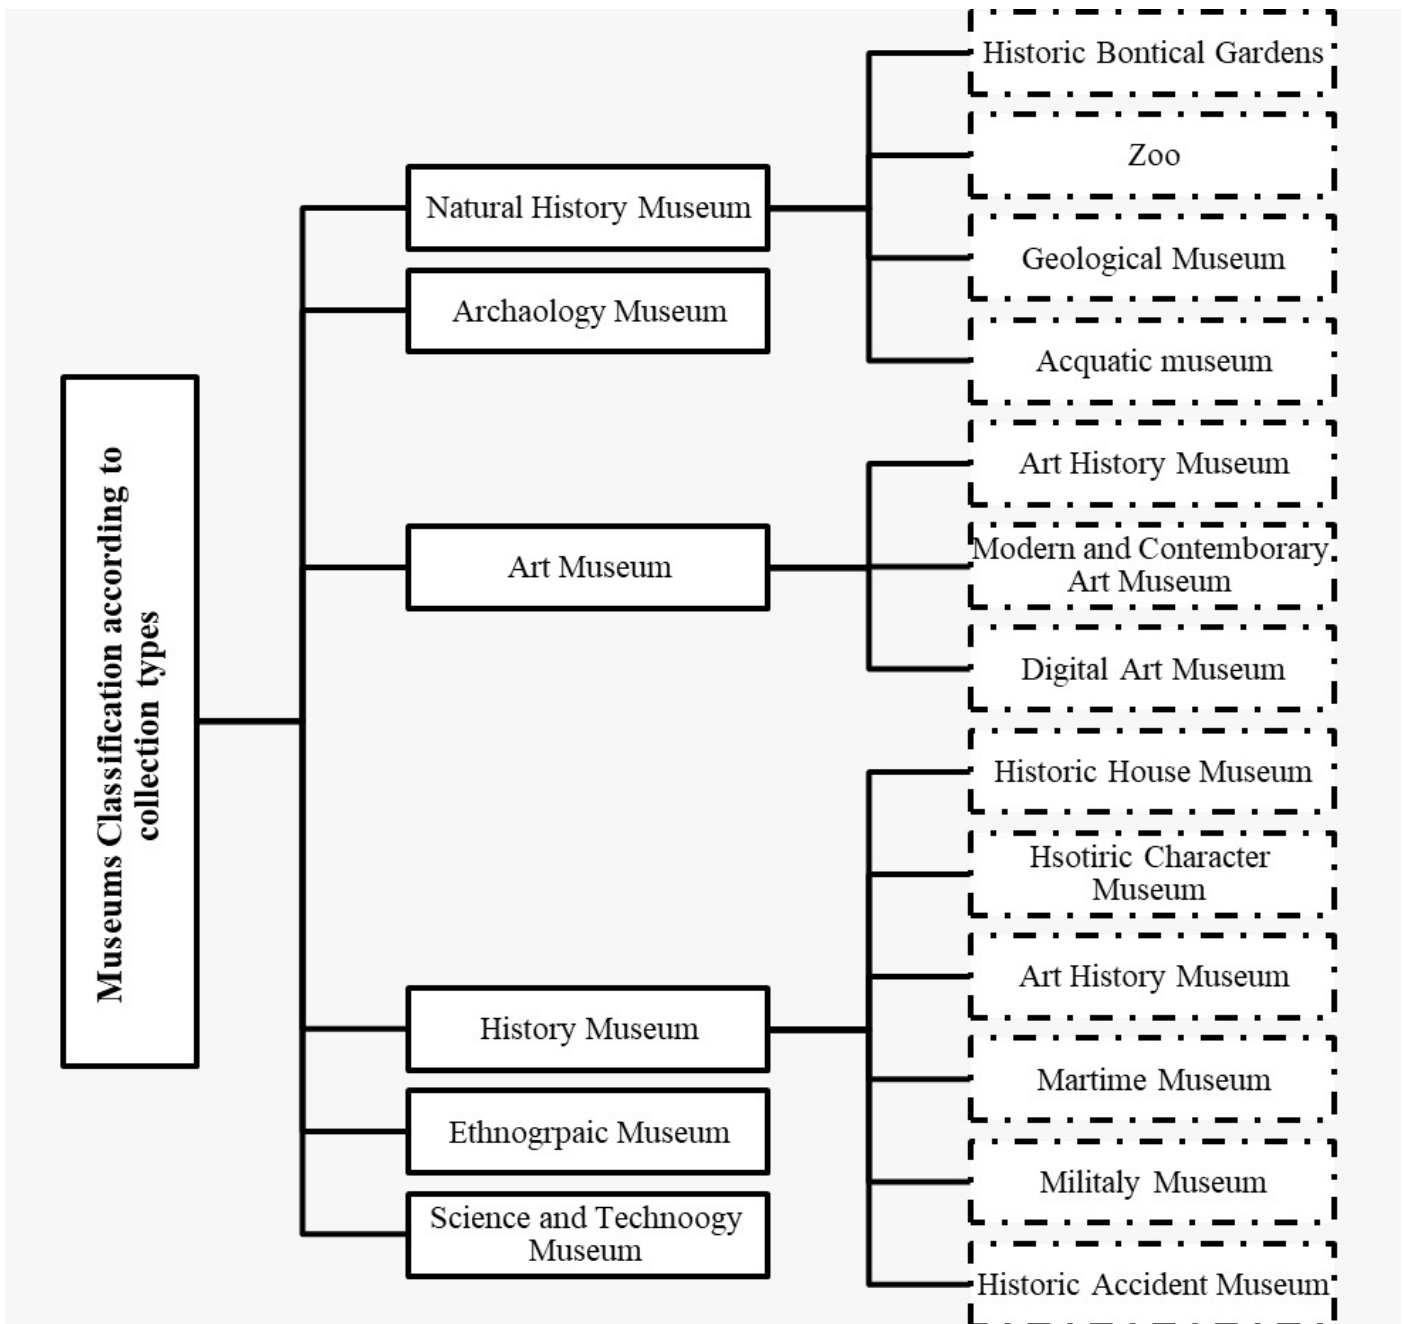 Museums Classification according to
collection types
Natural History Museum
Archaology Museum
Art Museum
History Museum
Ethnogrpaic Museum
Science and Technoogy
Museum
Historic Bontical Gardens
Zoo
Geological Museum
Acquatic museum
Art History Museum
Modern and Contemborary
Art Museum
Digital Art Museum
Historic House Museum
Hsotiric Character
Museum
Art History Museum
Martime Museum
Militaly Museum
Historic Accident Museum